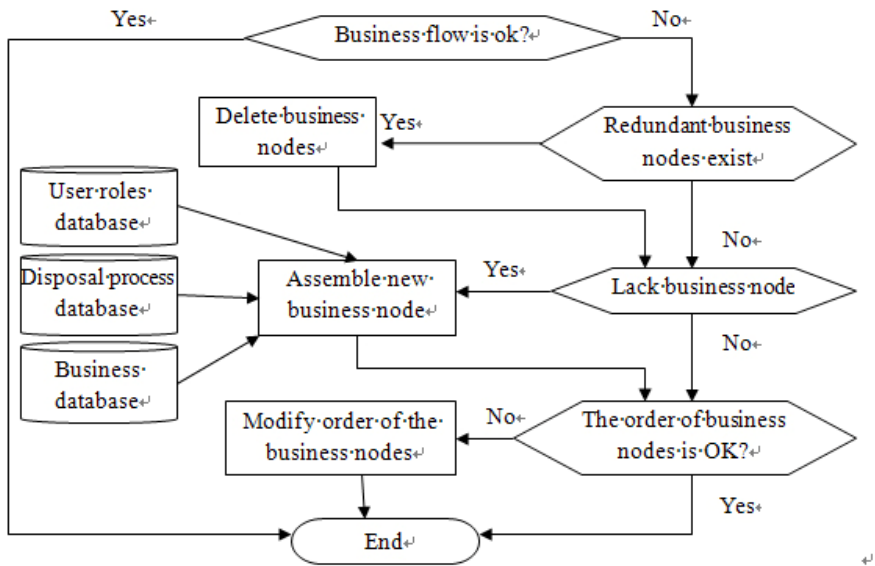 Yes
No
Business flow is ok?
Delete business
nodes
Yes
Redundant business
nodes exist
User roles
database
No
Disposal process
database
Assemble new
business node
Yes
Lack business node
Business
database
No
Modify order of the
business nodes
No
The order of business
nodes is OK?
Yes
End